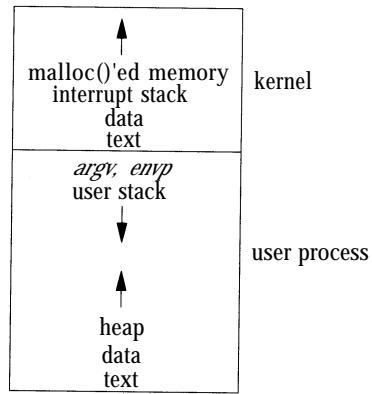 malloc()'ed memory
interrupt stack
data
text
kernel
argv, envp
user stack
user process
heap
data
text